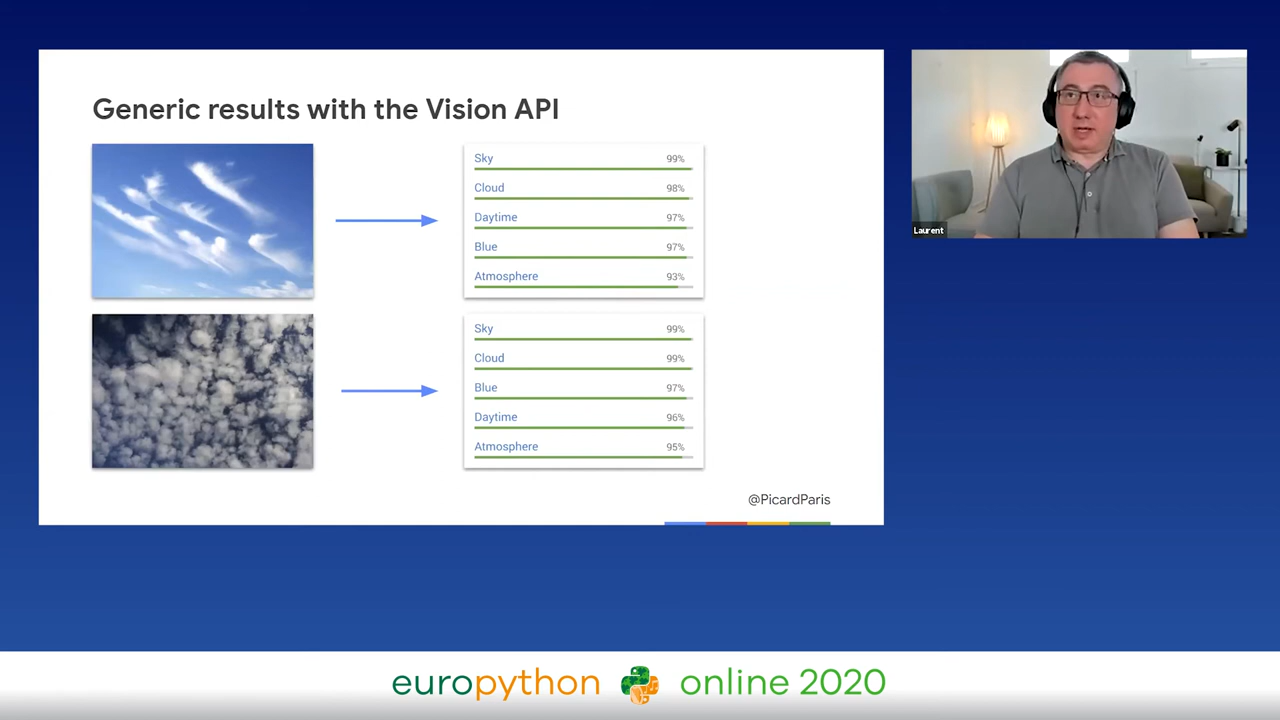 Generic results with the Vision API
Sky 99%
Cloud 98%
Daytime 97%
Blue 97%
Atmosphere 93%
Sky 99%
Cloud 99%
Blue 97%
Daytime 96%
Atmosphere 95%
@PicardParis
Laurent
europython online 2020